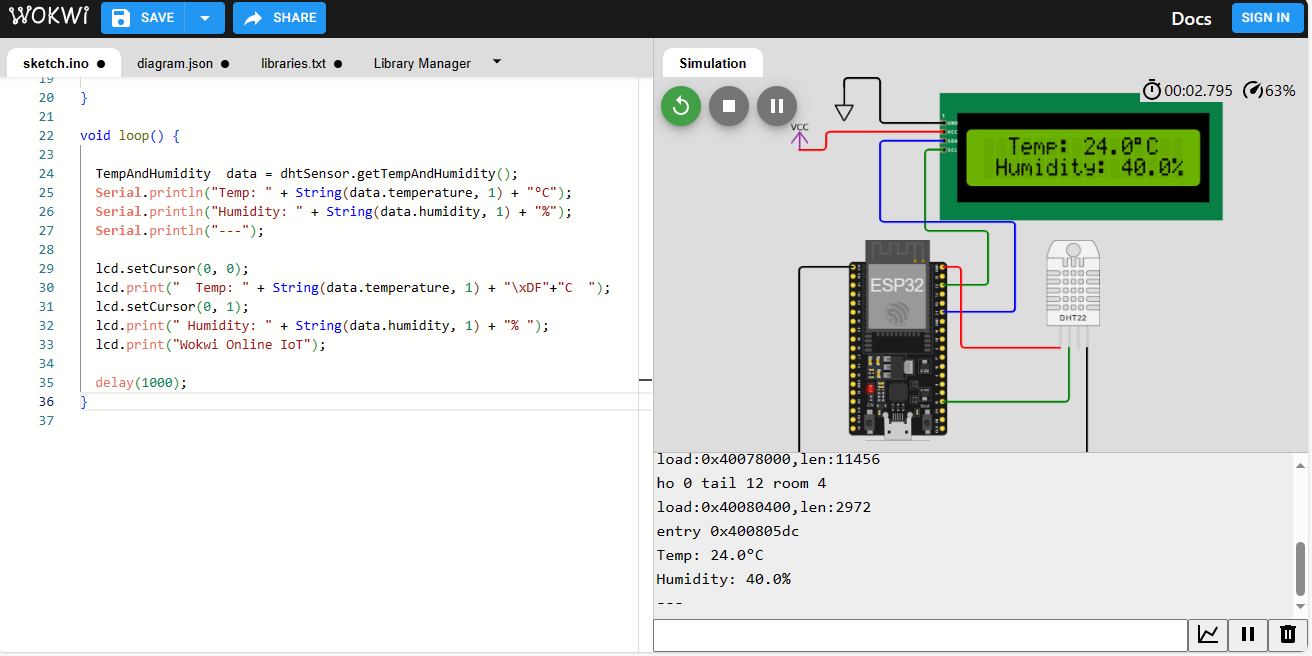 WOKWI
SAVE
SHARE
Docs
SIGN IN
sketch.ino
diagram.json
libraries.txt
Library Manager
19
20 }
21
22 void loop() {
23
24 TempAndHumidity  data = dhtSensor.getTempAndHumidity();
25 Serial.println("Temp: " + String(data.temperature, 1) + "°C");
26 Serial.println("Humidity: " + String(data.humidity, 1) + "%");
27 Serial.println("---");
28
29 lcd.setCursor(0, 0);
30 lcd.print("  Temp: " + String(data.temperature, 1) + "\xDF"+"C  ");
31 lcd.setCursor(0, 1);
32 lcd.print(" Humidity: " + String(data.humidity, 1) + "% ");
33 lcd.print("Wokwi Online IoT");
34
35 delay(1000);
36 }
37
Simulation
00:02.795
63%
VCC
1
GND
VCC
SDA
SCL
Temp: 24.0°C
Humidity: 40.0%
ESP32
DHT22
load:0x40078000,len:11456
ho 0 tail 12 room 4
load:0x40080400,len:2972
entry 0x400805dc
Temp: 24.0°C
Humidity: 40.0%
---